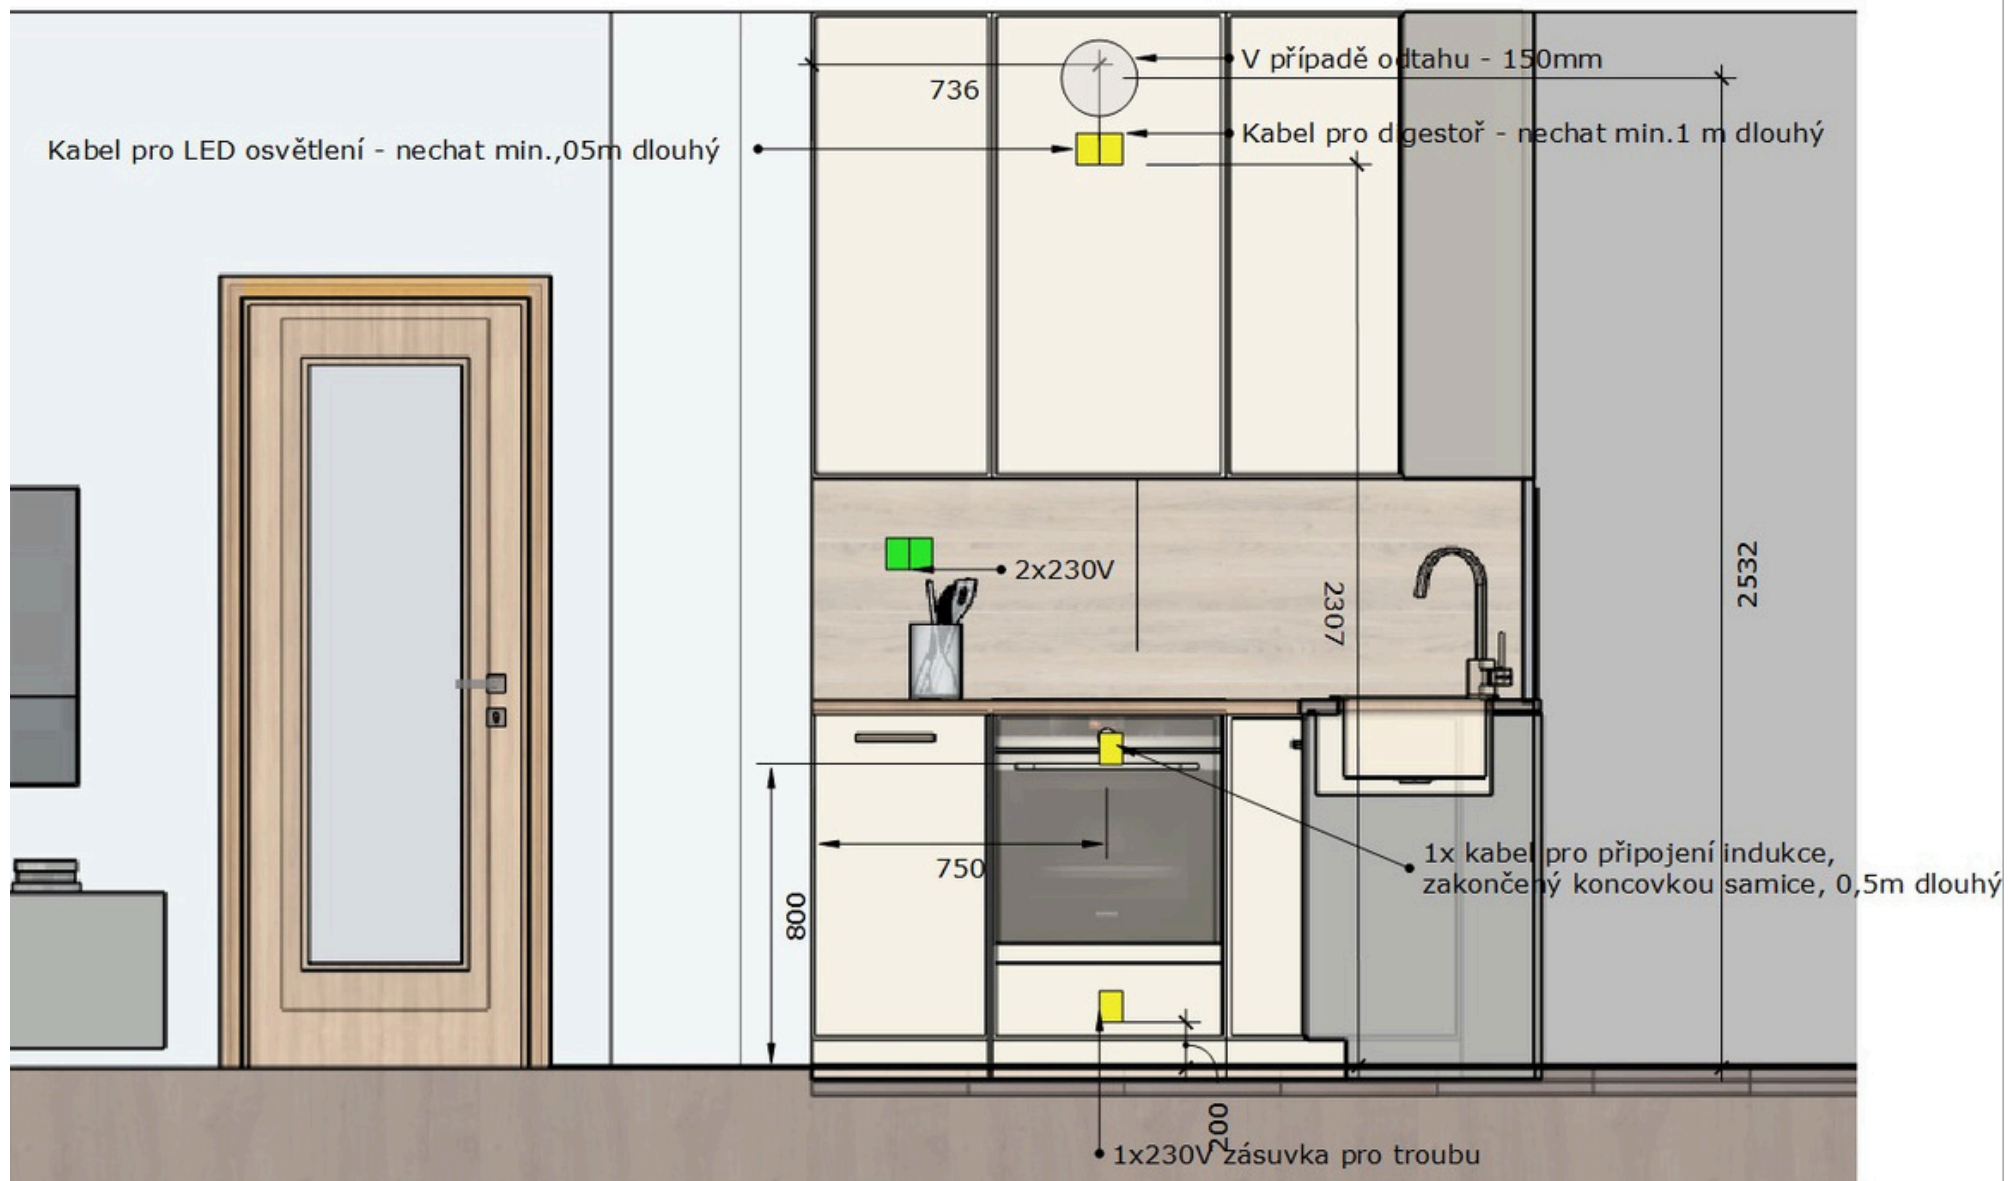 V případě odtahu - 150mm
736
Kabel pro digestoř - nechat min.1 m dlouhý
Kabel pro LED osvětlení - nechat min.,05m dlouhý
2x230V
2307
2532
1x kabel pro připojení indukce,
zakončený koncovkou samice, 0,5m dlouhý
750
800
200
1x230V zásuvka pro troubu